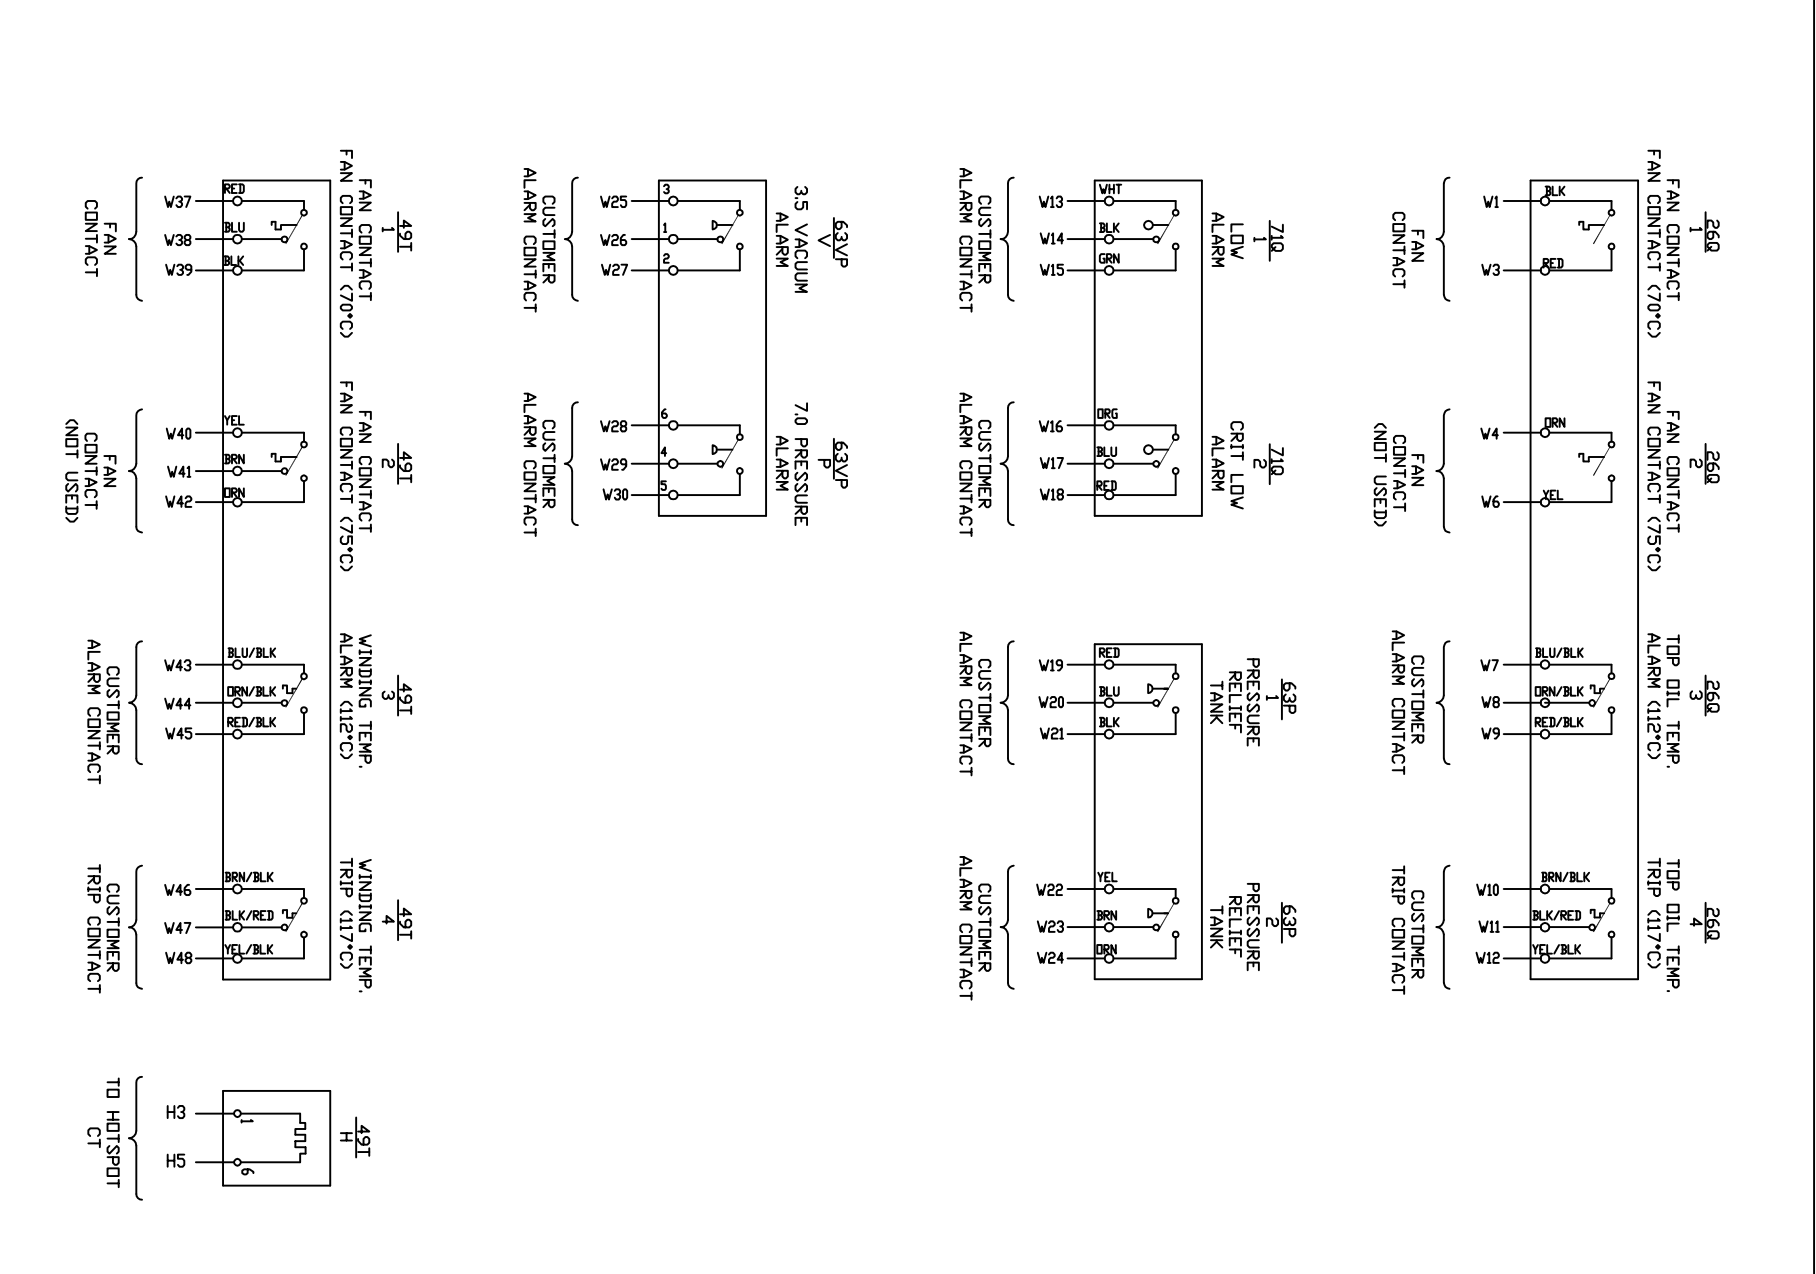 26Q
1
FAN CONTACT
FAN CONTACT (70°C)
BLK
RED
W1
W3
FAN
CONTACT
26Q
2
FAN CONTACT
FAN CONTACT (75°C)
ORN
YEL
W4
W6
FAN
CONTACT
(NOT USED)
26Q
3
TOP OIL TEMP.
ALARM (112°C)
BLU/BLK
ORN/BLK
RED/BLK
W7
W8
W9
CUSTOMER
ALARM CONTACT
26Q
4
TOP OIL TEMP.
TRIP (117°C)
BRN/BLK
BLK/RED
YEL/BLK
W10
W11
W12
CUSTOMER
TRIP CONTACT
71Q
1
LOW
ALARM
WHT
BLK
GRN
W13
W14
W15
CUSTOMER
ALARM CONTACT
71Q
2
CRIT LOW
ALARM
ORG
BLU
RED
W16
W17
W18
CUSTOMER
ALARM CONTACT
63P
1
PRESSURE
RELIEF
TANK
RED
BLU
BLK
W19
W20
W21
CUSTOMER
ALARM CONTACT
63P
2
PRESSURE
RELIEF
TANK
YEL
BRN
ORN
W22
W23
W24
CUSTOMER
ALARM CONTACT
63VP
V
3.5 VACUUM
ALARM
3
1
2
W25
W26
W27
CUSTOMER
ALARM CONTACT
63VP
P
7.0 PRESSURE
ALARM
6
4
5
W28
W29
W30
CUSTOMER
ALARM CONTACT
49T
1
FAN CONTACT
FAN CONTACT (70°C)
RED
BLU
BLK
W37
W38
W39
FAN
CONTACT
49T
2
FAN CONTACT
FAN CONTACT (75°C)
YEL
BRN
ORN
W40
W41
W42
FAN
CONTACT
(NOT USED)
49T
3
WINDING TEMP.
ALARM (112°C)
BLU/BLK
ORN/BLK
RED/BLK
W43
W44
W45
CUSTOMER
ALARM CONTACT
49T
4
WINDING TEMP.
TRIP (117°C)
BRN/BLK
BLK/RED
YEL/BLK
W46
W47
W48
CUSTOMER
TRIP CONTACT
49T
H
1
6
H3
H5
TO HOTSPOT
CT